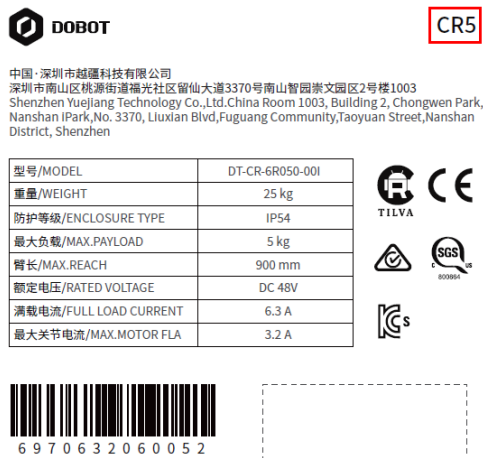 DOBOT
CR5
中国·深圳市越疆科技有限公司
深圳市南山区桃源街道福光社区留仙大道3370号南山智园崇文园区2号楼1003
Shenzhen Yuejiang Technology Co.,Ltd.China Room 1003, Building 2, Chongwen Park,
Nanshan iPark,No. 3370, Liuxian Blvd,Fuguang Community,Taoyuan Street,Nanshan
District, Shenzhen
型号/MODEL DT-CR-6R050-00I
重量/WEIGHT 25 kg
防护等级/ENCLOSURE TYPE IP54
最大负载/MAX.PAYLOAD 5 kg
臂长/MAX.REACH 900 mm
额定电压/RATED VOLTAGE DC 48V
满载电流/FULL LOAD CURRENT 6.3 A
最大关节电流/MAX.MOTOR FLA 3.2 A
CR
TILVA
CE
SGS
C US
800984
KC S
6970632060052